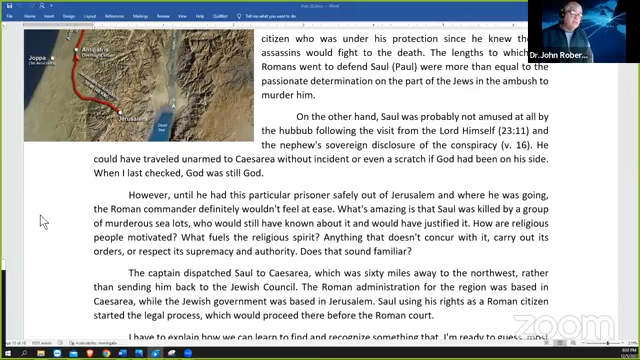 Acts (Outline) - Word
File Home Insert Design Layout References Mailings Review View Help Tell me what you want to do
citizen who was under his protection since he knew the
assassins would fight to the death. The lengths to which
Romans went to defend Saul (Paul) were more than equal to the
passionate determination on the part of the Jews in the ambush to
murder him.
Joppa
Antipatris
Jerusalem
Dead Sea
Dr. John Rober...
On the other hand, Saul was probably not amused at all by
the hubbub following the visit from the Lord Himself (23:11) and
the nephew's sovereign disclosure of the conspiracy (v. 16). He
could have traveled unarmed to Caesarea without incident or even a scratch if God had been on his side.
When I last checked, God was still God.
However, until he had this particular prisoner safely out of Jerusalem and where he was going,
the Roman commander definitely wouldn't feel at ease. What's amazing is that Saul was killed by a group
of murderous sea lots, who would still have known about it and would have justified it. How are religious
people motivated? What fuels the religious spirit? Anything that doesn't concur with it, carry out its
orders, or respect its supremacy and authority. Does that sound familiar?
The captain dispatched Saul to Caesarea, which was sixty miles away to the northwest, rather
than sending him back to the Jewish Council. The Roman administration for the region was based in
Caesarea, while the Jewish government was based in Jerusalem. Saul using his rights as a Roman citizen
started the legal process, which would proceed there before the Roman court.
I have to explain how we can learn to find and recognize something that, I'm ready to guess, most
zoom
8:02 PM